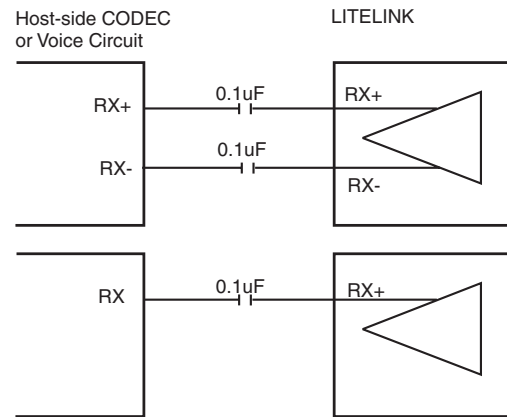 Host-side CODEC
or Voice Circuit
LITELINK
RX+
0.1uF
RX+
RX-
0.1uF
RX-
RX
0.1uF
RX+